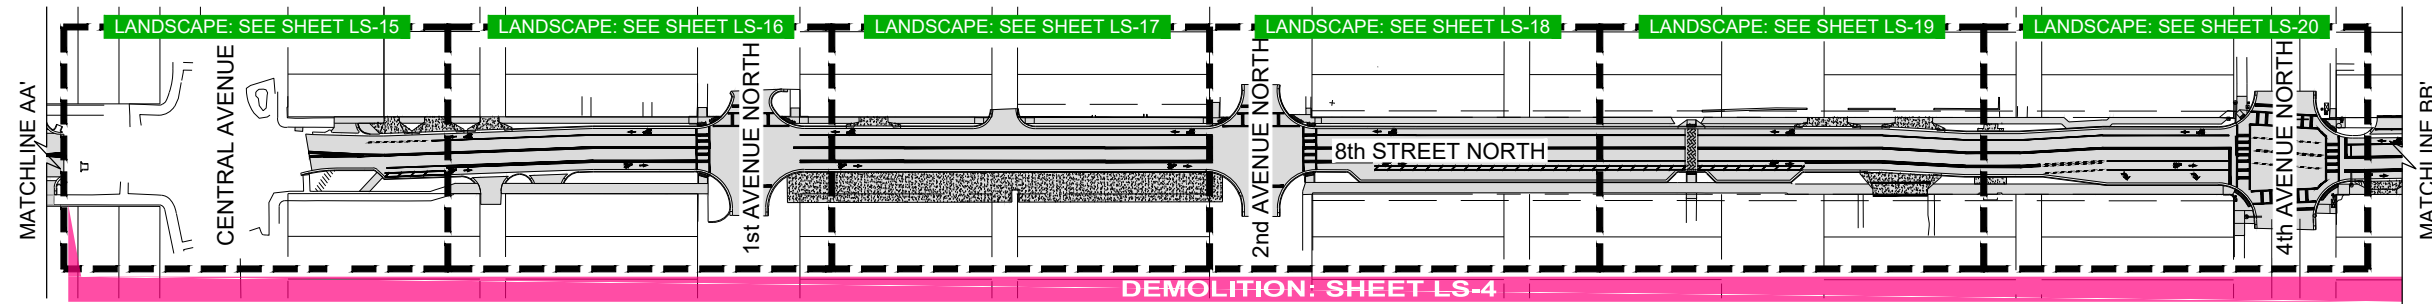 LANDSCAPE: SEE SHEET LS-15
LANDSCAPE: SEE SHEET LS-16
LANDSCAPE: SEE SHEET LS-17
LANDSCAPE: SEE SHEET LS-18
LANDSCAPE: SEE SHEET LS-19
LANDSCAPE: SEE SHEET LS-20
MATCHLINE AA'
CENTRAL AVENUE
1st AVENUE NORTH
2nd AVENUE NORTH
8th STREET NORTH
4th AVENUE NORTH
MATCHLINE BB'
DEMOLITION: SHEET LS-4